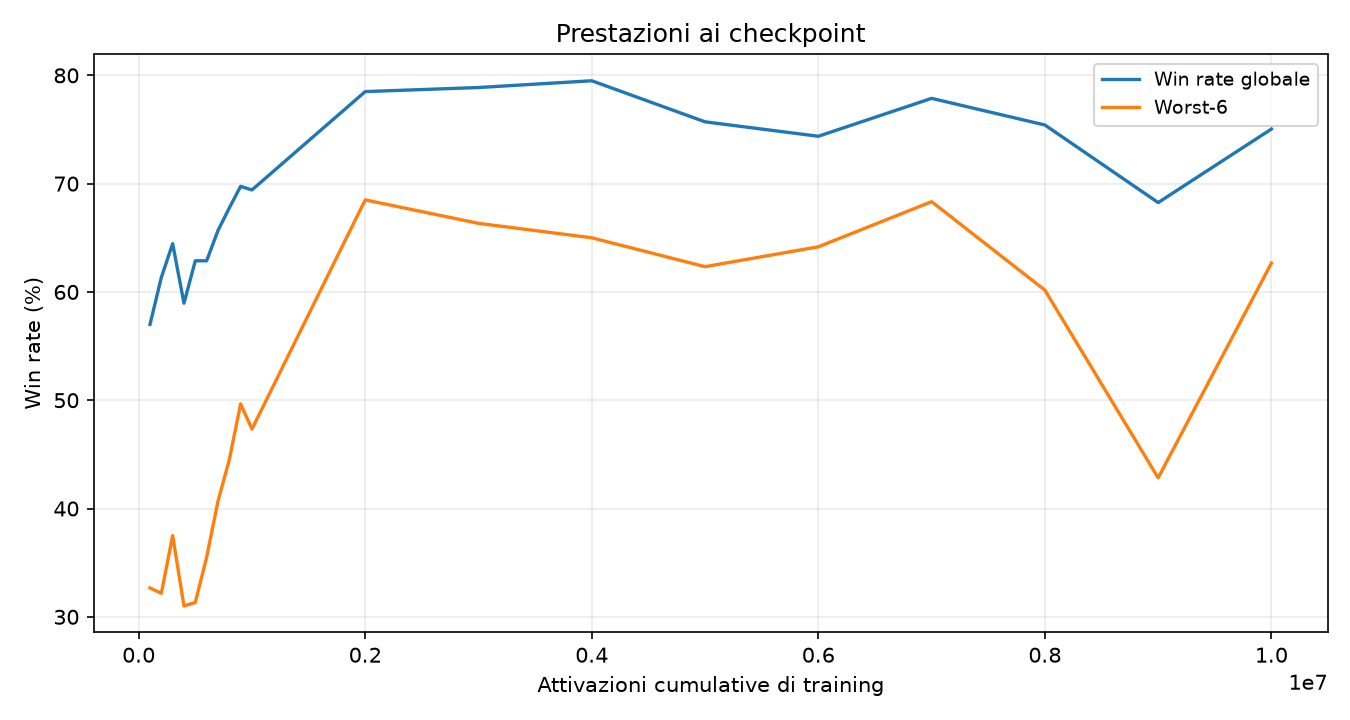 Prestazioni ai checkpoint
Win rate globale
Worst-6
Win rate (%)
80
70
60
50
40
30
0.0 0.2 0.4 0.6 0.8 1.0
1e7
Attivazioni cumulative di training